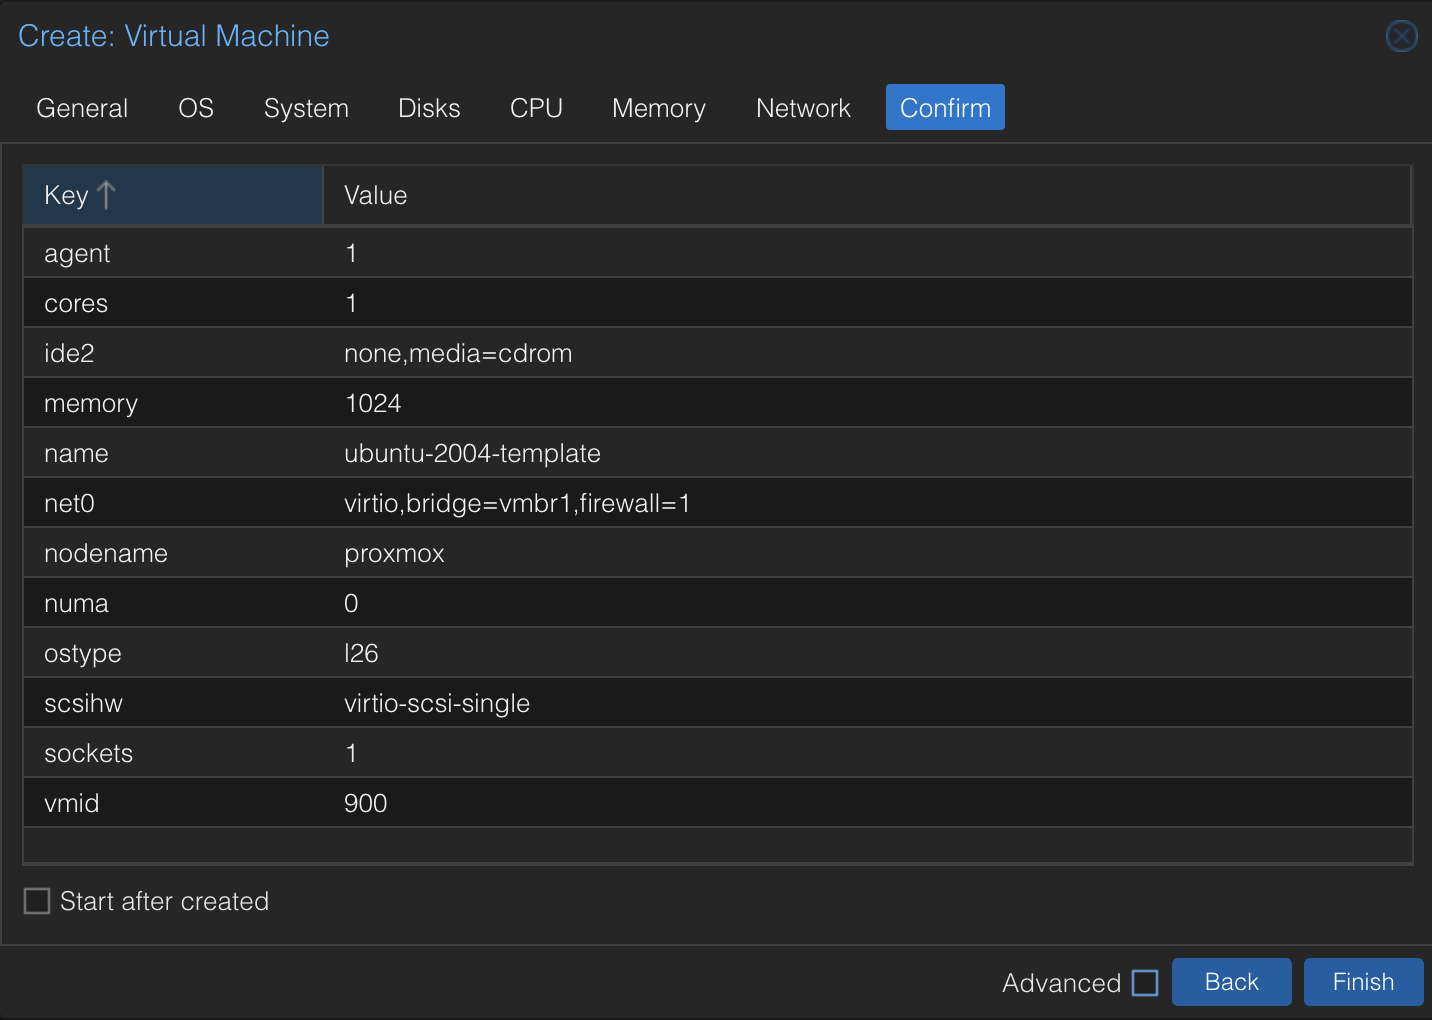 Create: Virtual Machine
General OS System Disks CPU Memory Network Confirm
Key Value
agent 1
cores 1
ide2 none,media=cdrom
memory 1024
name ubuntu-2004-template
net0 virtio,bridge=vmbr1,firewall=1
nodename proxmox
numa 0
ostype l26
scsihw virtio-scsi-single
sockets 1
vmid 900
Start after created
Advanced Back Finish